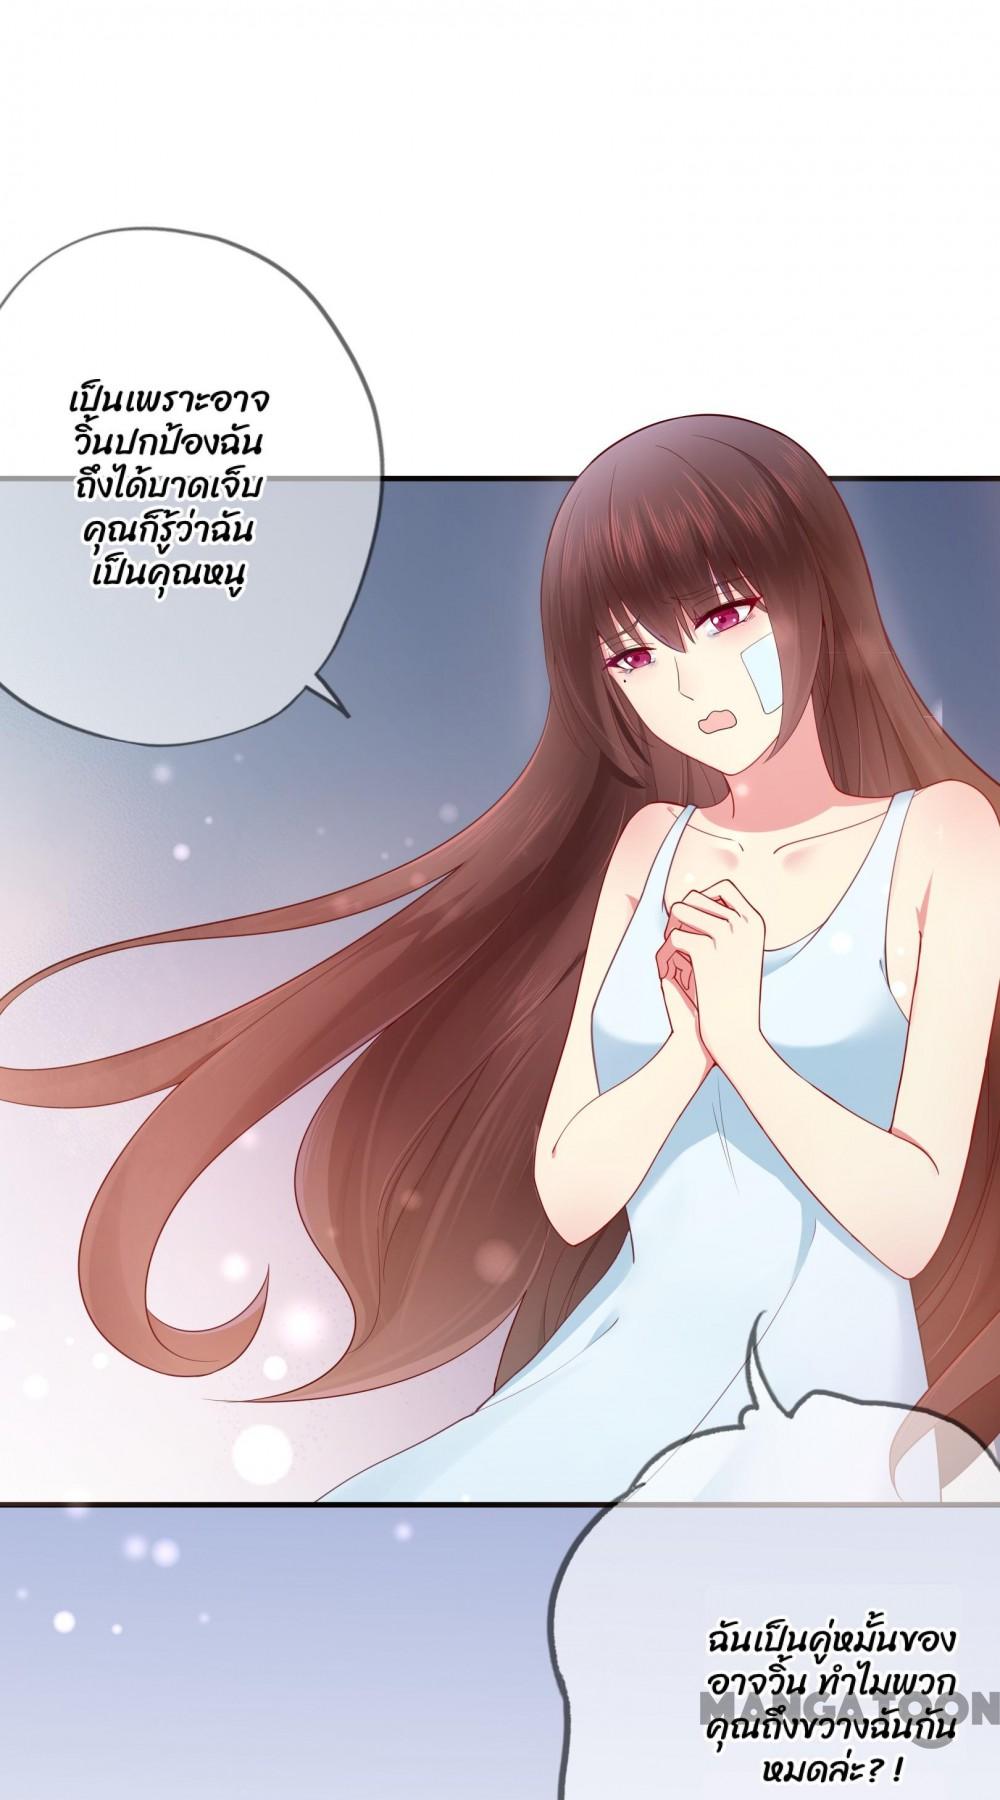 เป็นเพราะอาจ
วิ้นปกป้องฉัน
ถึงได้บาดเจ็บ
คุณก็รู้ว่าฉัน
เป็นคุณหนู
ฉันเป็นคู่หมั้นของ
อาจวิ้น ทำไมพวก
MANGATOON
คุณถึงขวางฉันกัน
หมดล่ะ?!